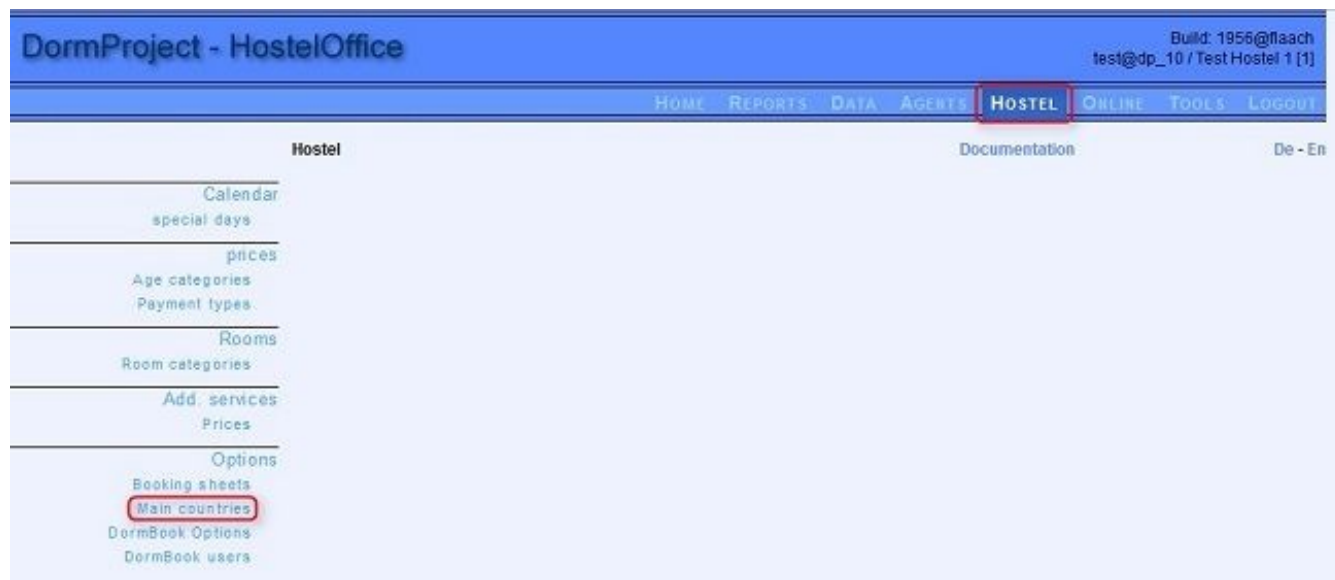 DormProject - HostelOffice
Build: 1956@flaach
test@dp_10 / Test Hostel 1 [1]
HOME REPORTS DATA AGENTS HOSTEL ONLINE TOOLS LOGOUT
Hostel Documentation De - En
Calendar
special days
prices
Age categories
Payment types
Rooms
Room categories
Add. services
Prices
Options
Booking sheets
Main countries
DormBook Options
DormBook users